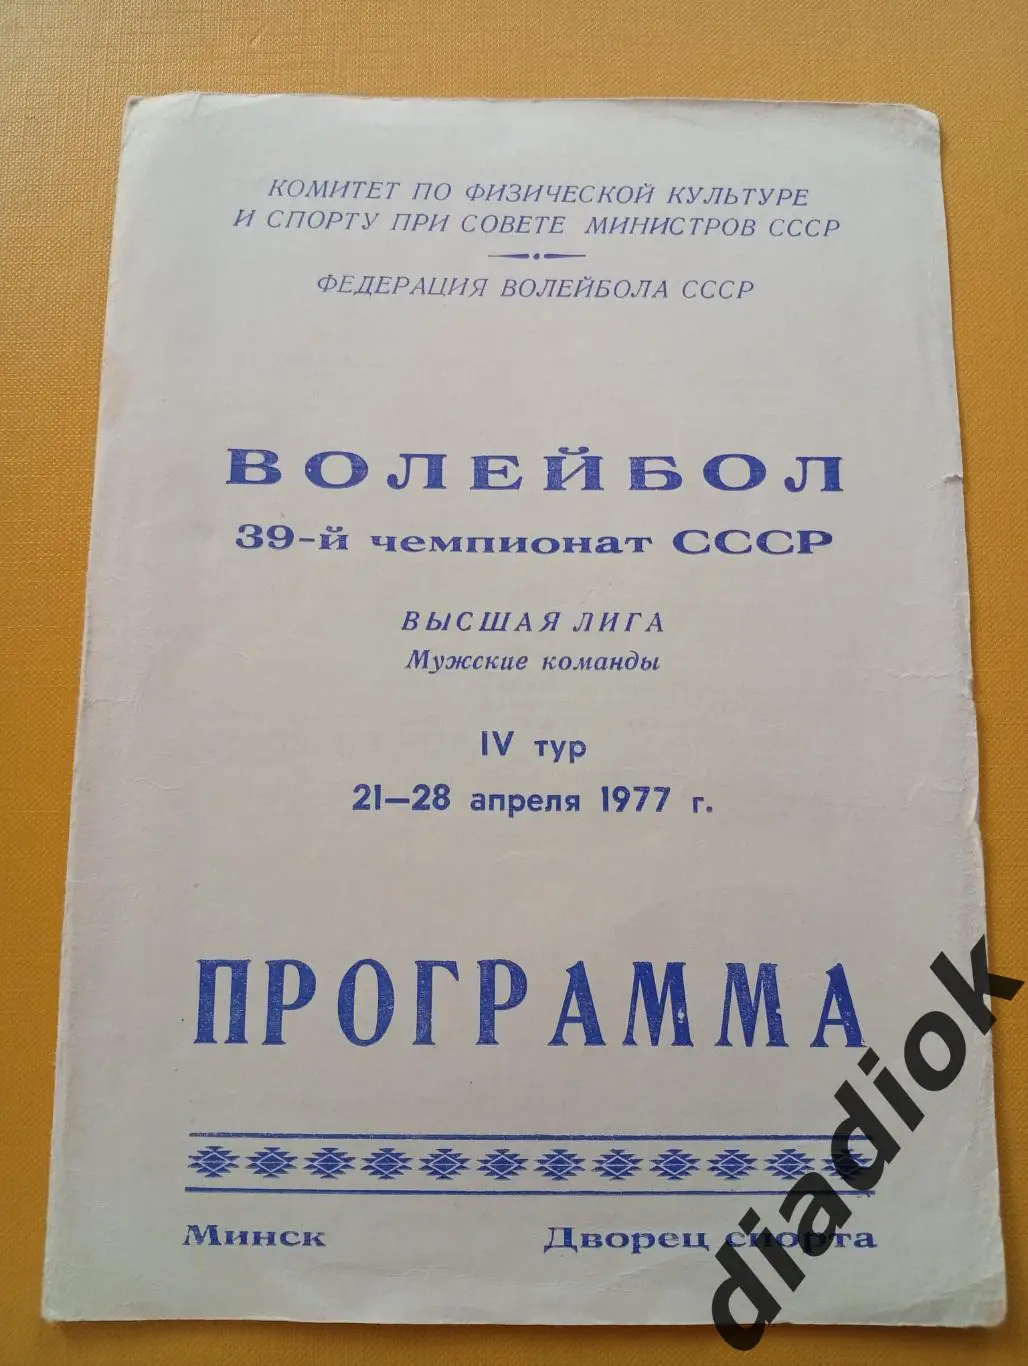 КОМИТЕТ ПО ФИЗИЧЕСКОЙ КУЛЬТУРЕ
И СПОРТУ ПРИ СОВЕТЕ МИНИСТРОВ СССР
ФЕДЕРАЦИЯ ВОЛЕЙБОЛА СССР
ВОЛЕЙБОЛ
39-й чемпионат СССР
ВЫСШАЯ ЛИГА
Мужские команды
IV тур
21—28 апреля 1977 г.
ПРОГРАММА
Минск Дворец спорта
diadiok